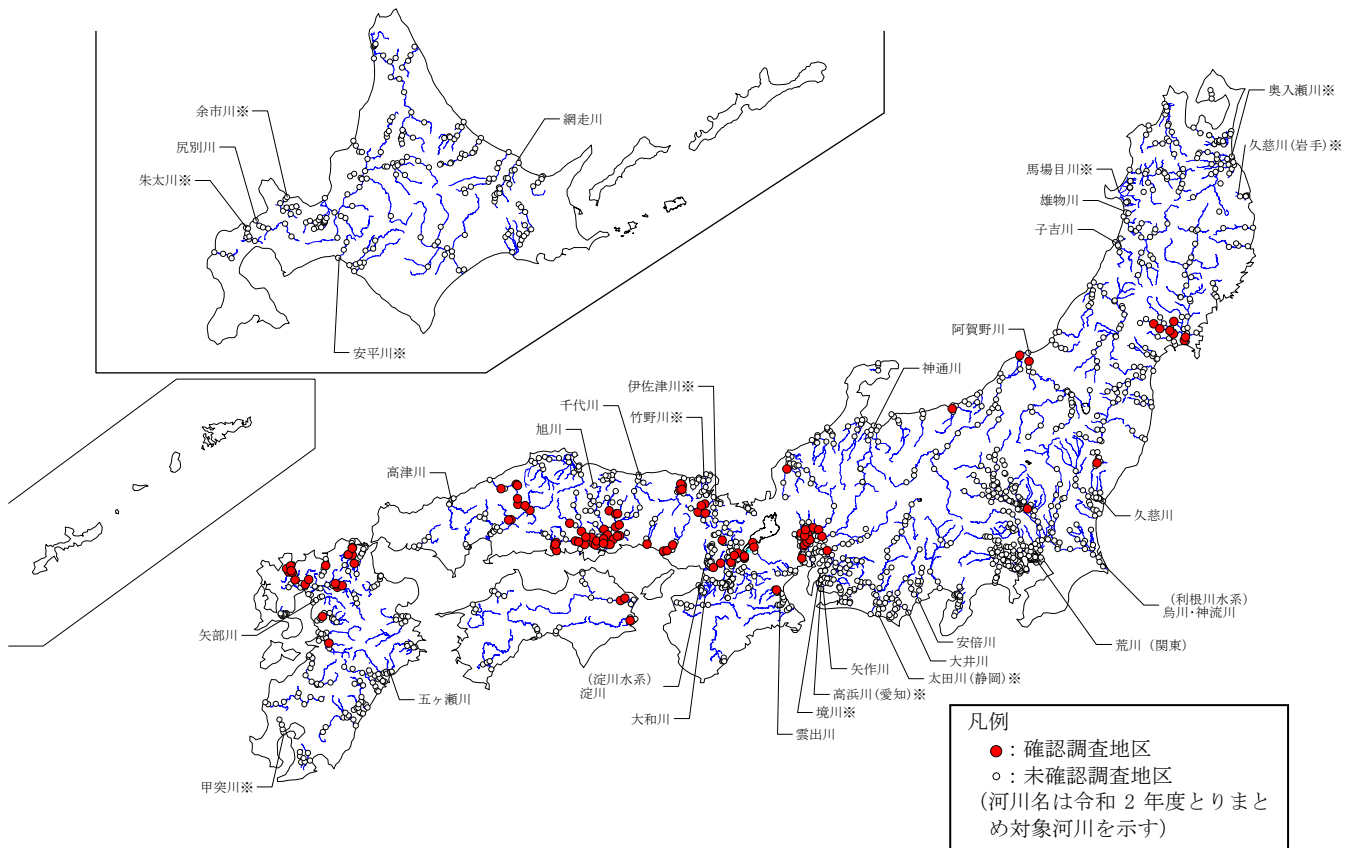 余市川※
尻別川
朱太川※
網走川
安平川※
奥入瀬川※
久慈川(岩手)※
馬場目川※
雄物川
子吉川
阿賀野川
神通川
伊佐津川※
千代川
竹野川※
旭川
高津川
久慈川
(利根川水系)
烏川・神流川
荒川 (関東)
安倍川
大井川
太田川(静岡)※
矢作川
高浜川(愛知)※
境川※
雲出川
(淀川水系)
淀川
大和川
矢部川
五ヶ瀬川
甲突川※
凡例
●：確認調査地区
○：未確認調査地区
(河川名は令和 2 年度とりまと
め対象河川を示す)